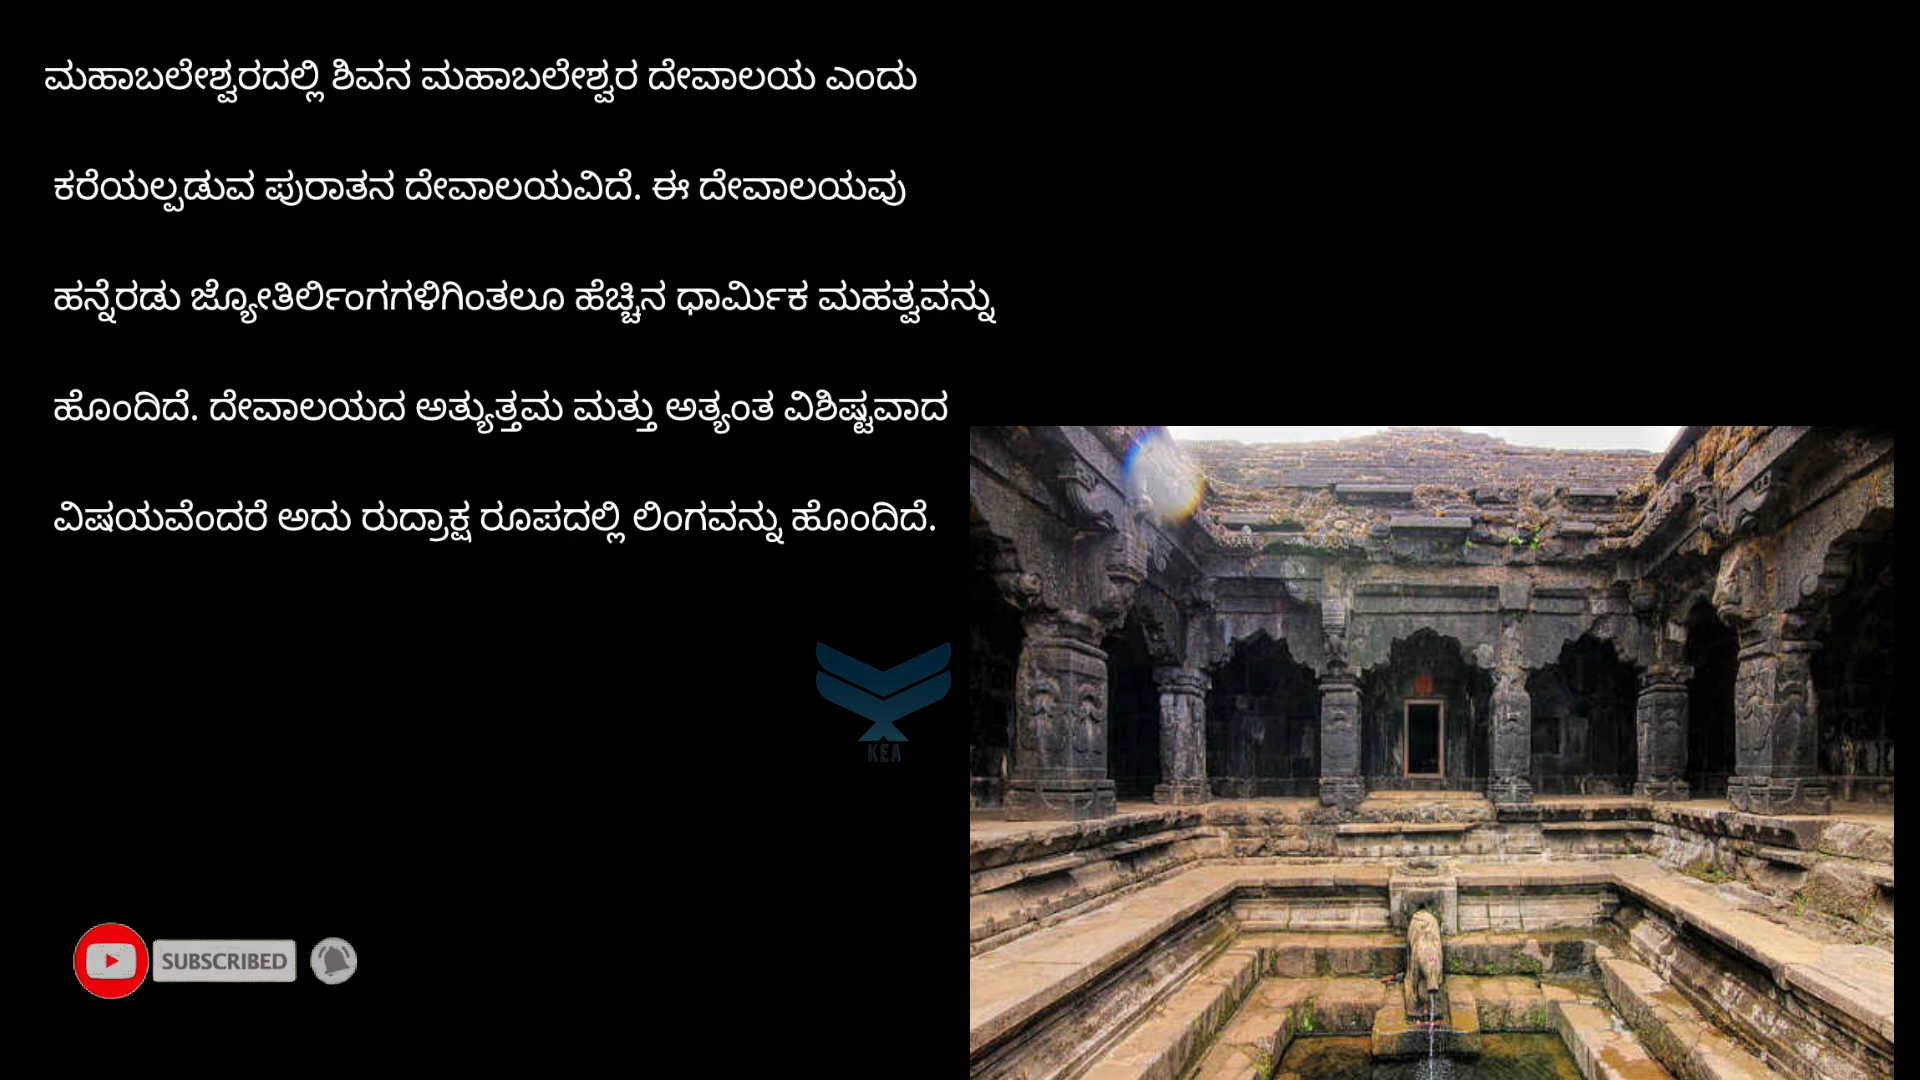 ಮಹಾಬಲೇಶ್ವರದಲ್ಲಿ ಶಿವನ ಮಹಾಬಲೇಶ್ವರ ದೇವಾಲಯ ಎಂದು
ಕರೆಯಲ್ಪಡುವ ಪುರಾತನ ದೇವಾಲಯವಿದೆ. ಈ ದೇವಾಲಯವು
ಹನ್ನೆರಡು ಜ್ಯೋತಿರ್ಲಿಂಗಗಳಿಗಿಂತಲೂ ಹೆಚ್ಚಿನ ಧಾರ್ಮಿಕ ಮಹತ್ವವನ್ನು
ಹೊಂದಿದೆ. ದೇವಾಲಯದ ಅತ್ಯುತ್ತಮ ಮತ್ತು ಅತ್ಯಂತ ವಿಶಿಷ್ಟವಾದ
ವಿಷಯವೆಂದರೆ ಅದು ರುದ್ರಾಕ್ಷ ರೂಪದಲ್ಲಿ ಲಿಂಗವನ್ನು ಹೊಂದಿದೆ.
KEA
SUBSCRIBED